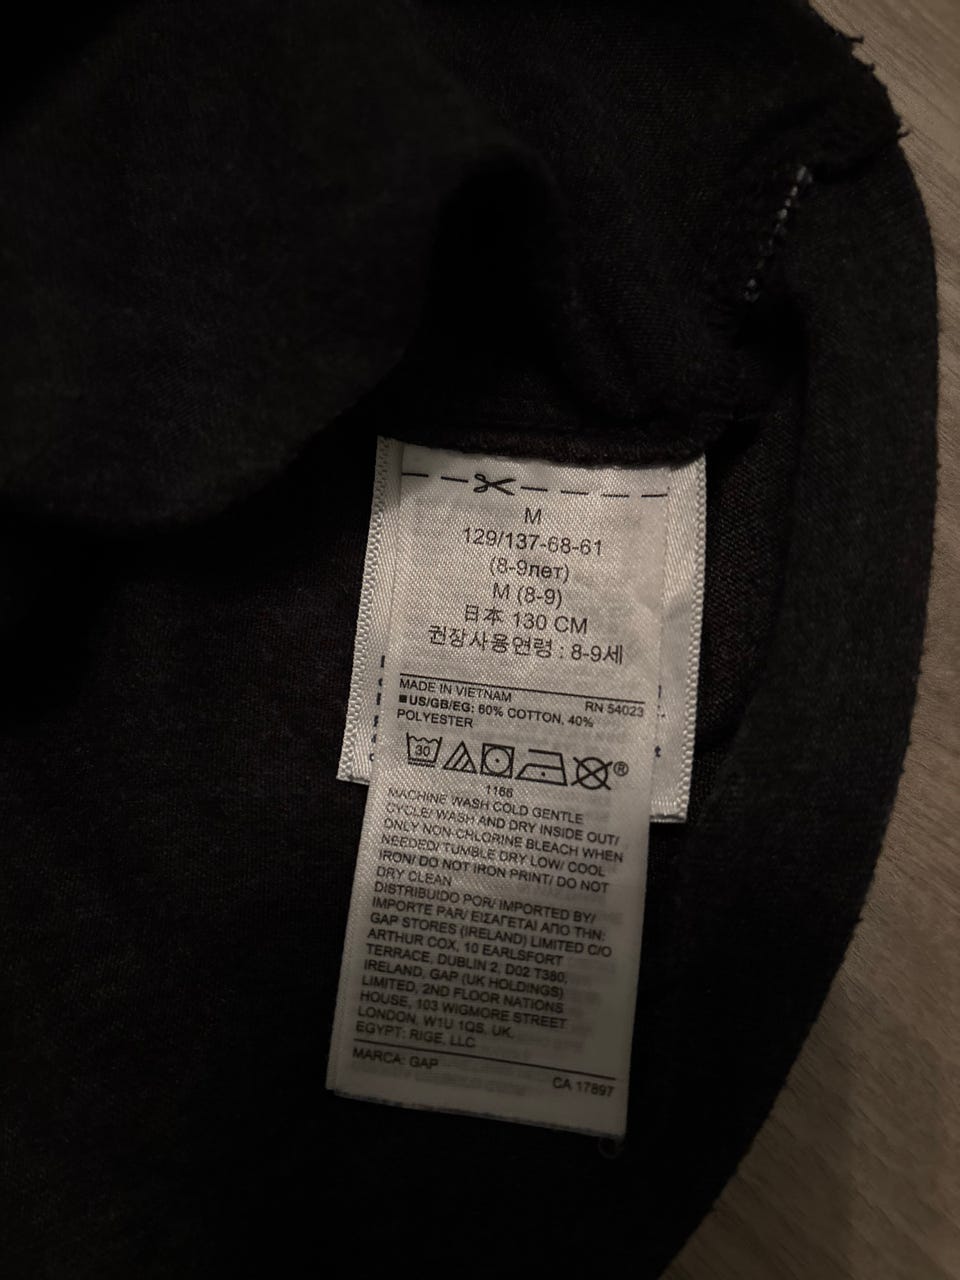 M
129/137-68-61
(8-9лет)
M (8-9)
日本 130 CM
권장사용연령 : 8-9세
MADE IN VIETNAM
RN 54023
US/GB/EG: 60% COTTON, 40%
POLYESTER
30
®
1166
MACHINE WASH COLD GENTLE
CYCLE/ WASH AND DRY INSIDE OUT/
ONLY NON-CHLORINE BLEACH WHEN
NEEDED/ TUMBLE DRY LOW/ COOL
IRON/ DO NOT IRON PRINT/ DO NOT
DRY CLEAN
DISTRIBUIDO POR/ IMPORTED BY/
IMPORTE PAR/ ΕΙΣΑΓΕΤΑΙ ΑΠΟ ΤΗΝ:
GAP STORES (IRELAND) LIMITED C/O
ARTHUR COX, 10 EARLSFORT
TERRACE, DUBLIN 2, D02 T380,
IRELAND, GAP (UK HOLDINGS)
LIMITED, 2ND FLOOR NATIONS
HOUSE, 103 WIGMORE STREET
LONDON, W1U 1QS, UK.
EGYPT: RIGE, LLC
MARCA: GAP
CA 17897